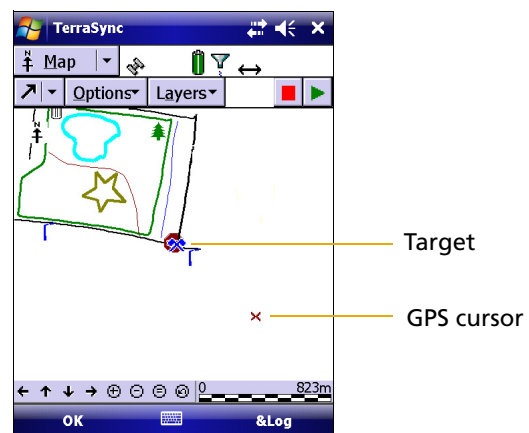 TerraSync
Map
Options
Layers
Target
GPS cursor
0 823m
OK &Log